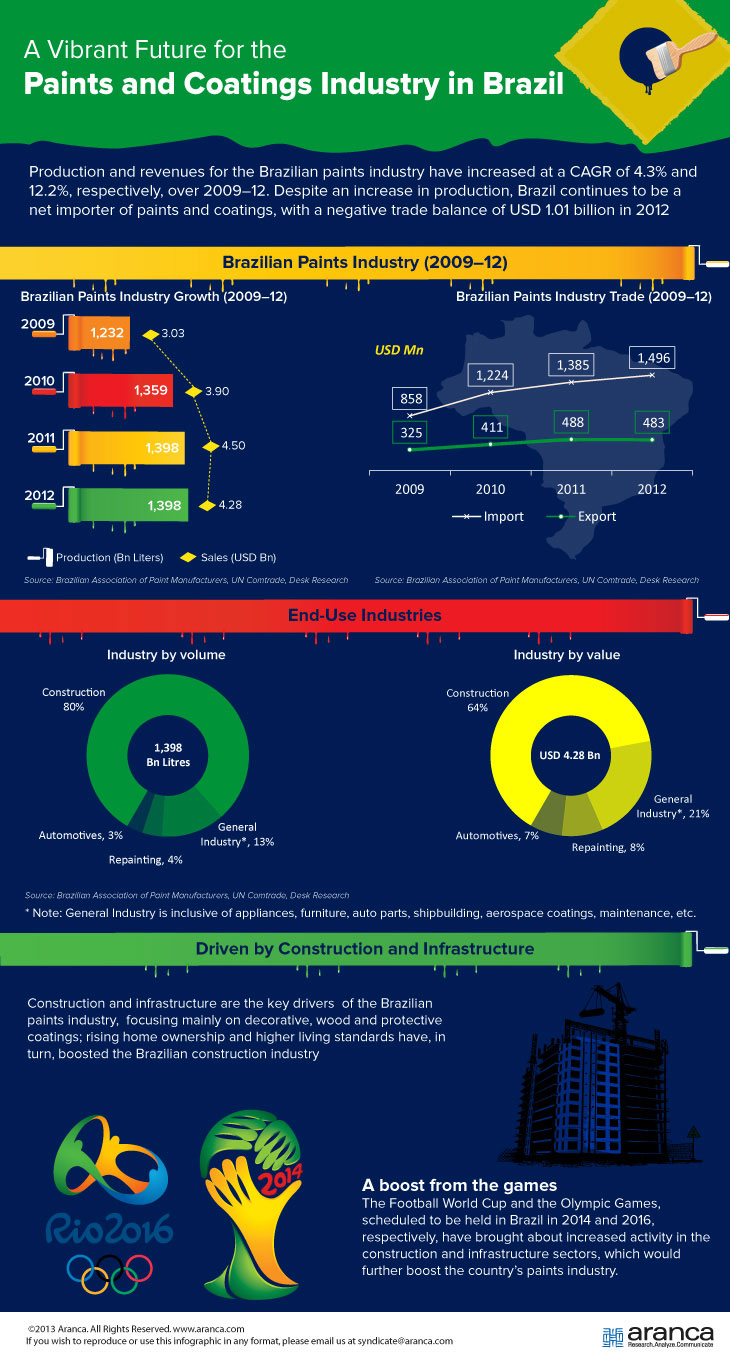 A Vibrant Future for the
Paints and Coatings Industry in Brazil
Production and revenues for the Brazilian paints industry have increased at a CAGR of 4.3% and
12.2%, respectively, over 2009–12. Despite an increase in production, Brazil continues to be a
net importer of paints and coatings, with a negative trade balance of USD 1.01 billion in 2012
Brazilian Paints Industry (2009–12)
Brazilian Paints Industry Growth (2009–12)
2009
1,232
3.03
2010
1,359
3.90
2011
1,398
4.50
2012
1,398
4.28
Production (Bn Liters)
Sales (USD Bn)
Source: Brazilian Association of Paint Manufacturers, UN Comtrade, Desk Research
Brazilian Paints Industry Trade (2009–12)
USD Mn
858
1,224
1,385
1,496
325
411
488
483
2009
2010
2011
2012
Import
Export
Source: Brazilian Association of Paint Manufacturers, UN Comtrade, Desk Research
End-Use Industries
Industry by volume
Construction
80%
1,398
Bn Litres
Automotives, 3%
Repainting, 4%
General
Industry*, 13%
Industry by value
Construction
64%
USD 4.28 Bn
General
Industry*, 21%
Automotives, 7%
Repainting, 8%
Source: Brazilian Association of Paint Manufacturers, UN Comtrade, Desk Research
* Note: General Industry is inclusive of appliances, furniture, auto parts, shipbuilding, aerospace coatings, maintenance, etc.
Driven by Construction and Infrastructure
Construction and infrastructure are the key drivers of the Brazilian
paints industry, focusing mainly on decorative, wood and protective
coatings; rising home ownership and higher living standards have, in
turn, boosted the Brazilian construction industry
Rio2016
2014
A boost from the games
The Football World Cup and the Olympic Games,
scheduled to be held in Brazil in 2014 and 2016,
respectively, have brought about increased activity in the
construction and infrastructure sectors, which would
further boost the country's paints industry.
©2013 Aranca. All Rights Reserved. www.aranca.com
If you wish to reproduce or use this infographic in any format, please email us at syndicate@aranca.com
aranca
Research.Analyze.Communicate